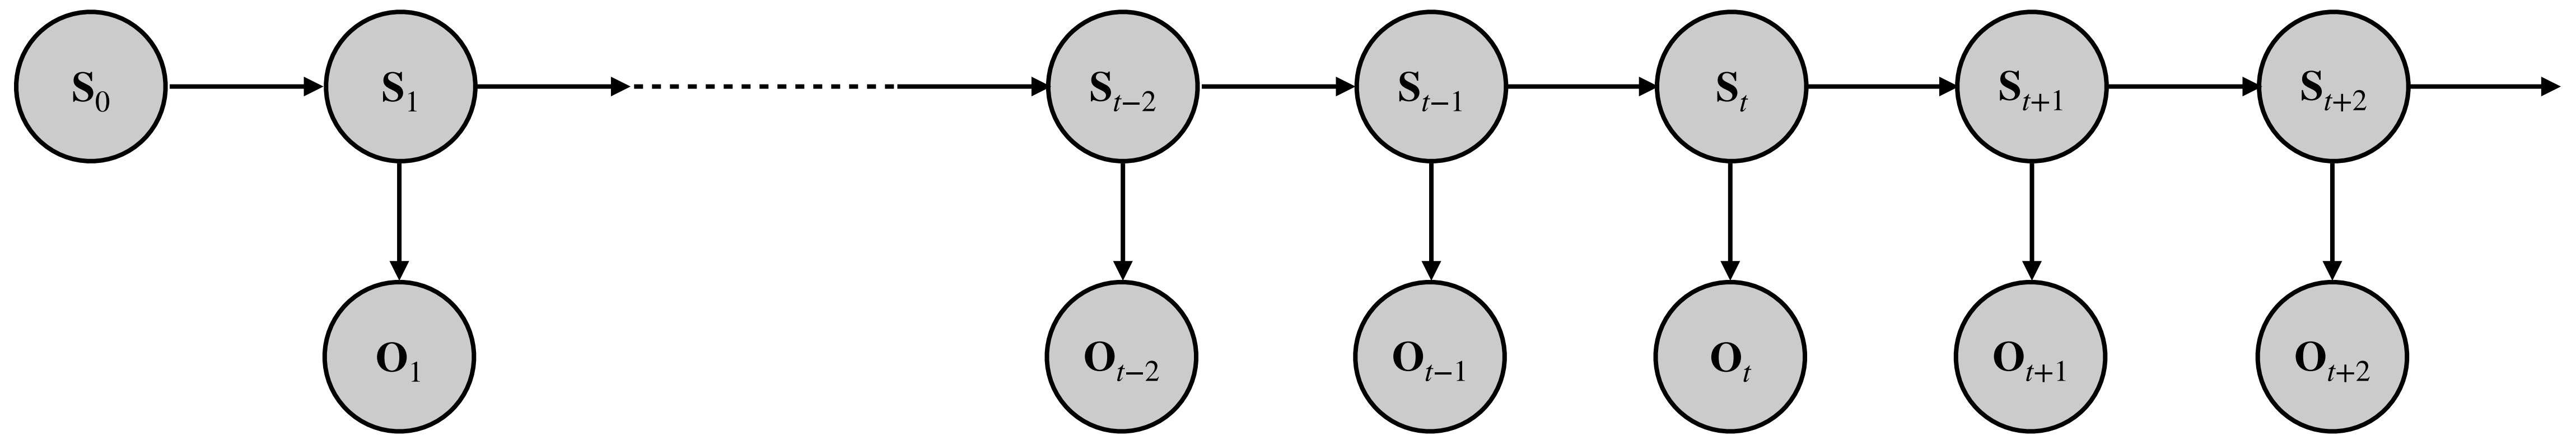 S0 S1 St−2 St−1 St St+1 St+2
O1 Ot−2 Ot−1 Ot Ot+1 Ot+2